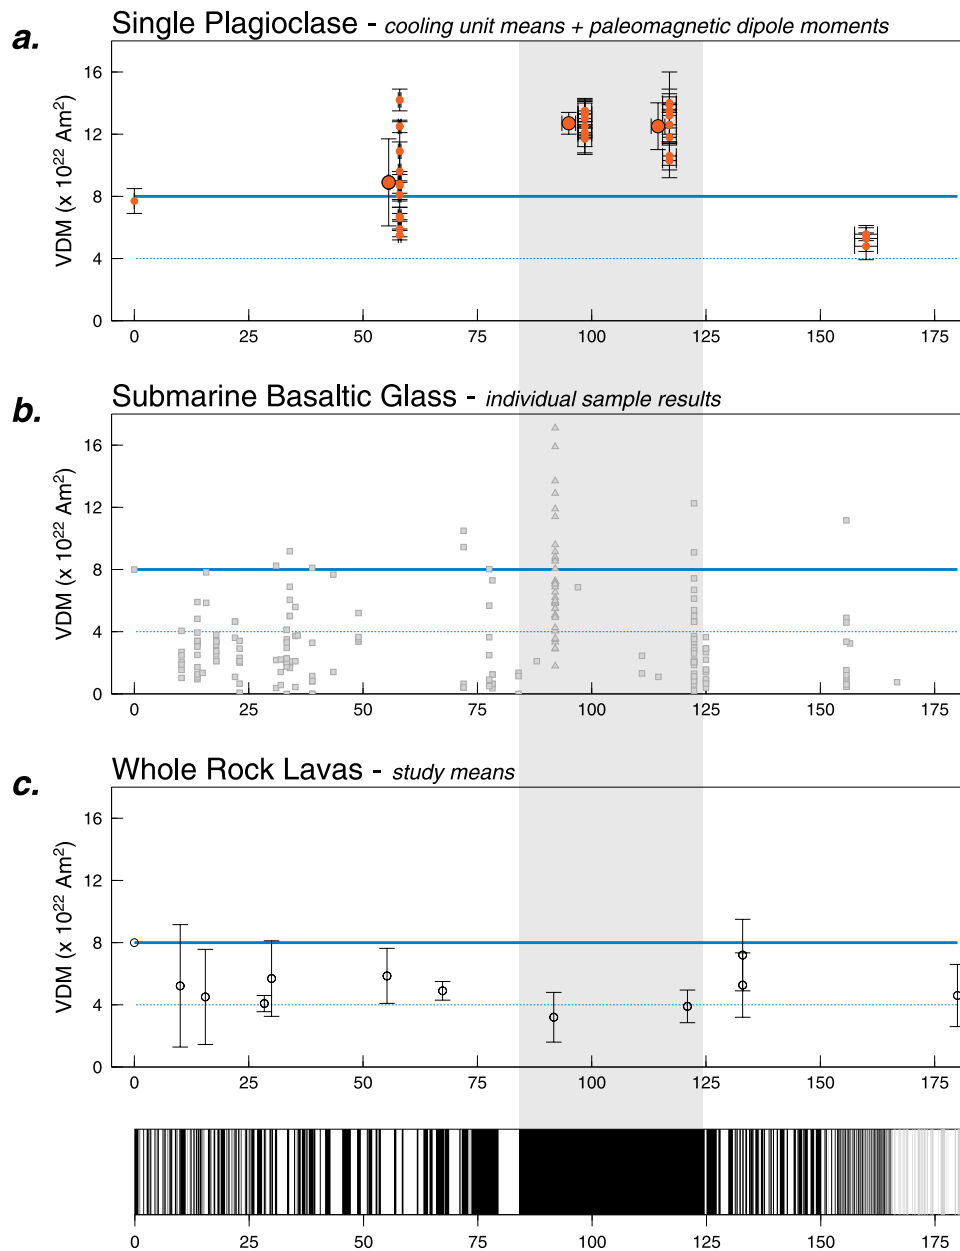 a. Single Plagioclase - cooling unit means + paleomagnetic dipole moments
16
12
8
4
0
VDM (x 10²² Am²)
0 25 50 75 100 125 150 175
b. Submarine Basaltic Glass - individual sample results
16
12
8
4
0
VDM (x 10²² Am²)
0 25 50 75 100 125 150 175
c. Whole Rock Lavas - study means
16
12
8
4
0
VDM (x 10²² Am²)
0 25 50 75 100 125 150 175
0 25 50 75 100 125 150 175